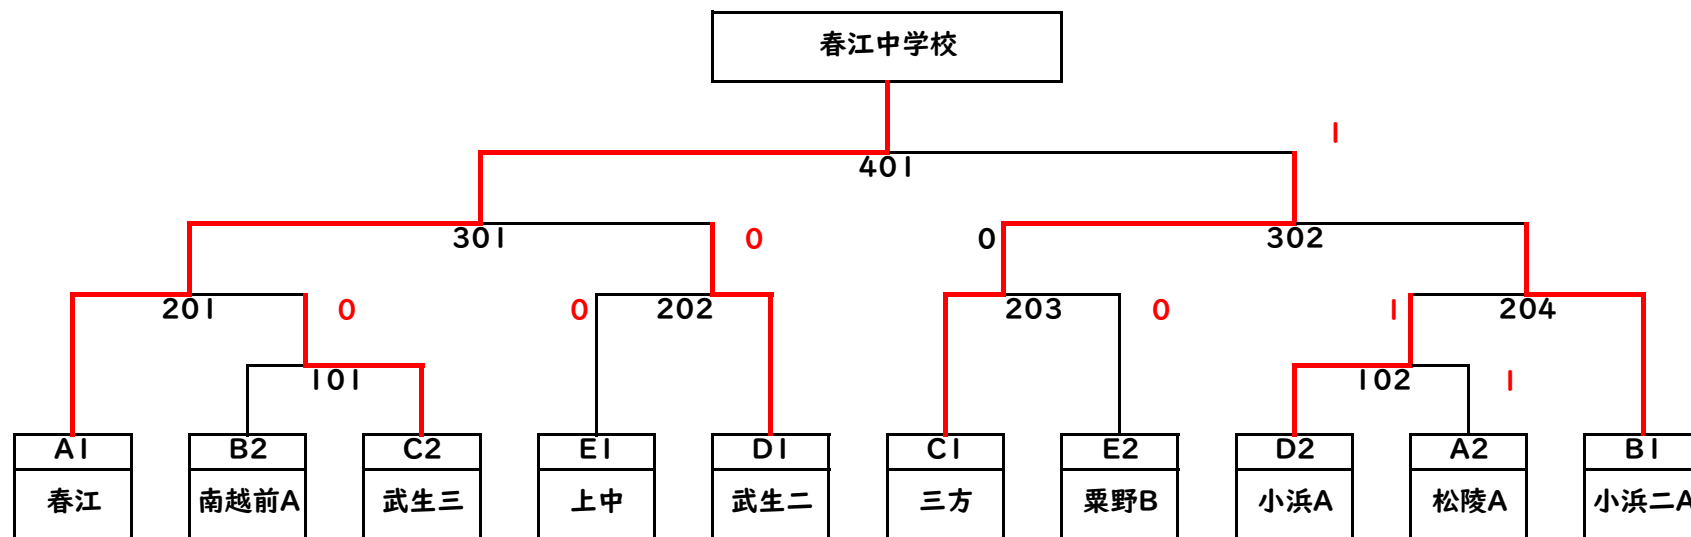 春江中学校
1
401
301
0
0
302
201
0
0
202
203
0
1
204
101
102
1
A1
B2
C2
E1
D1
C1
E2
D2
A2
B1
春江
南越前A
武生三
上中
武生二
三方
粟野B
小浜A
松陵A
小浜二A